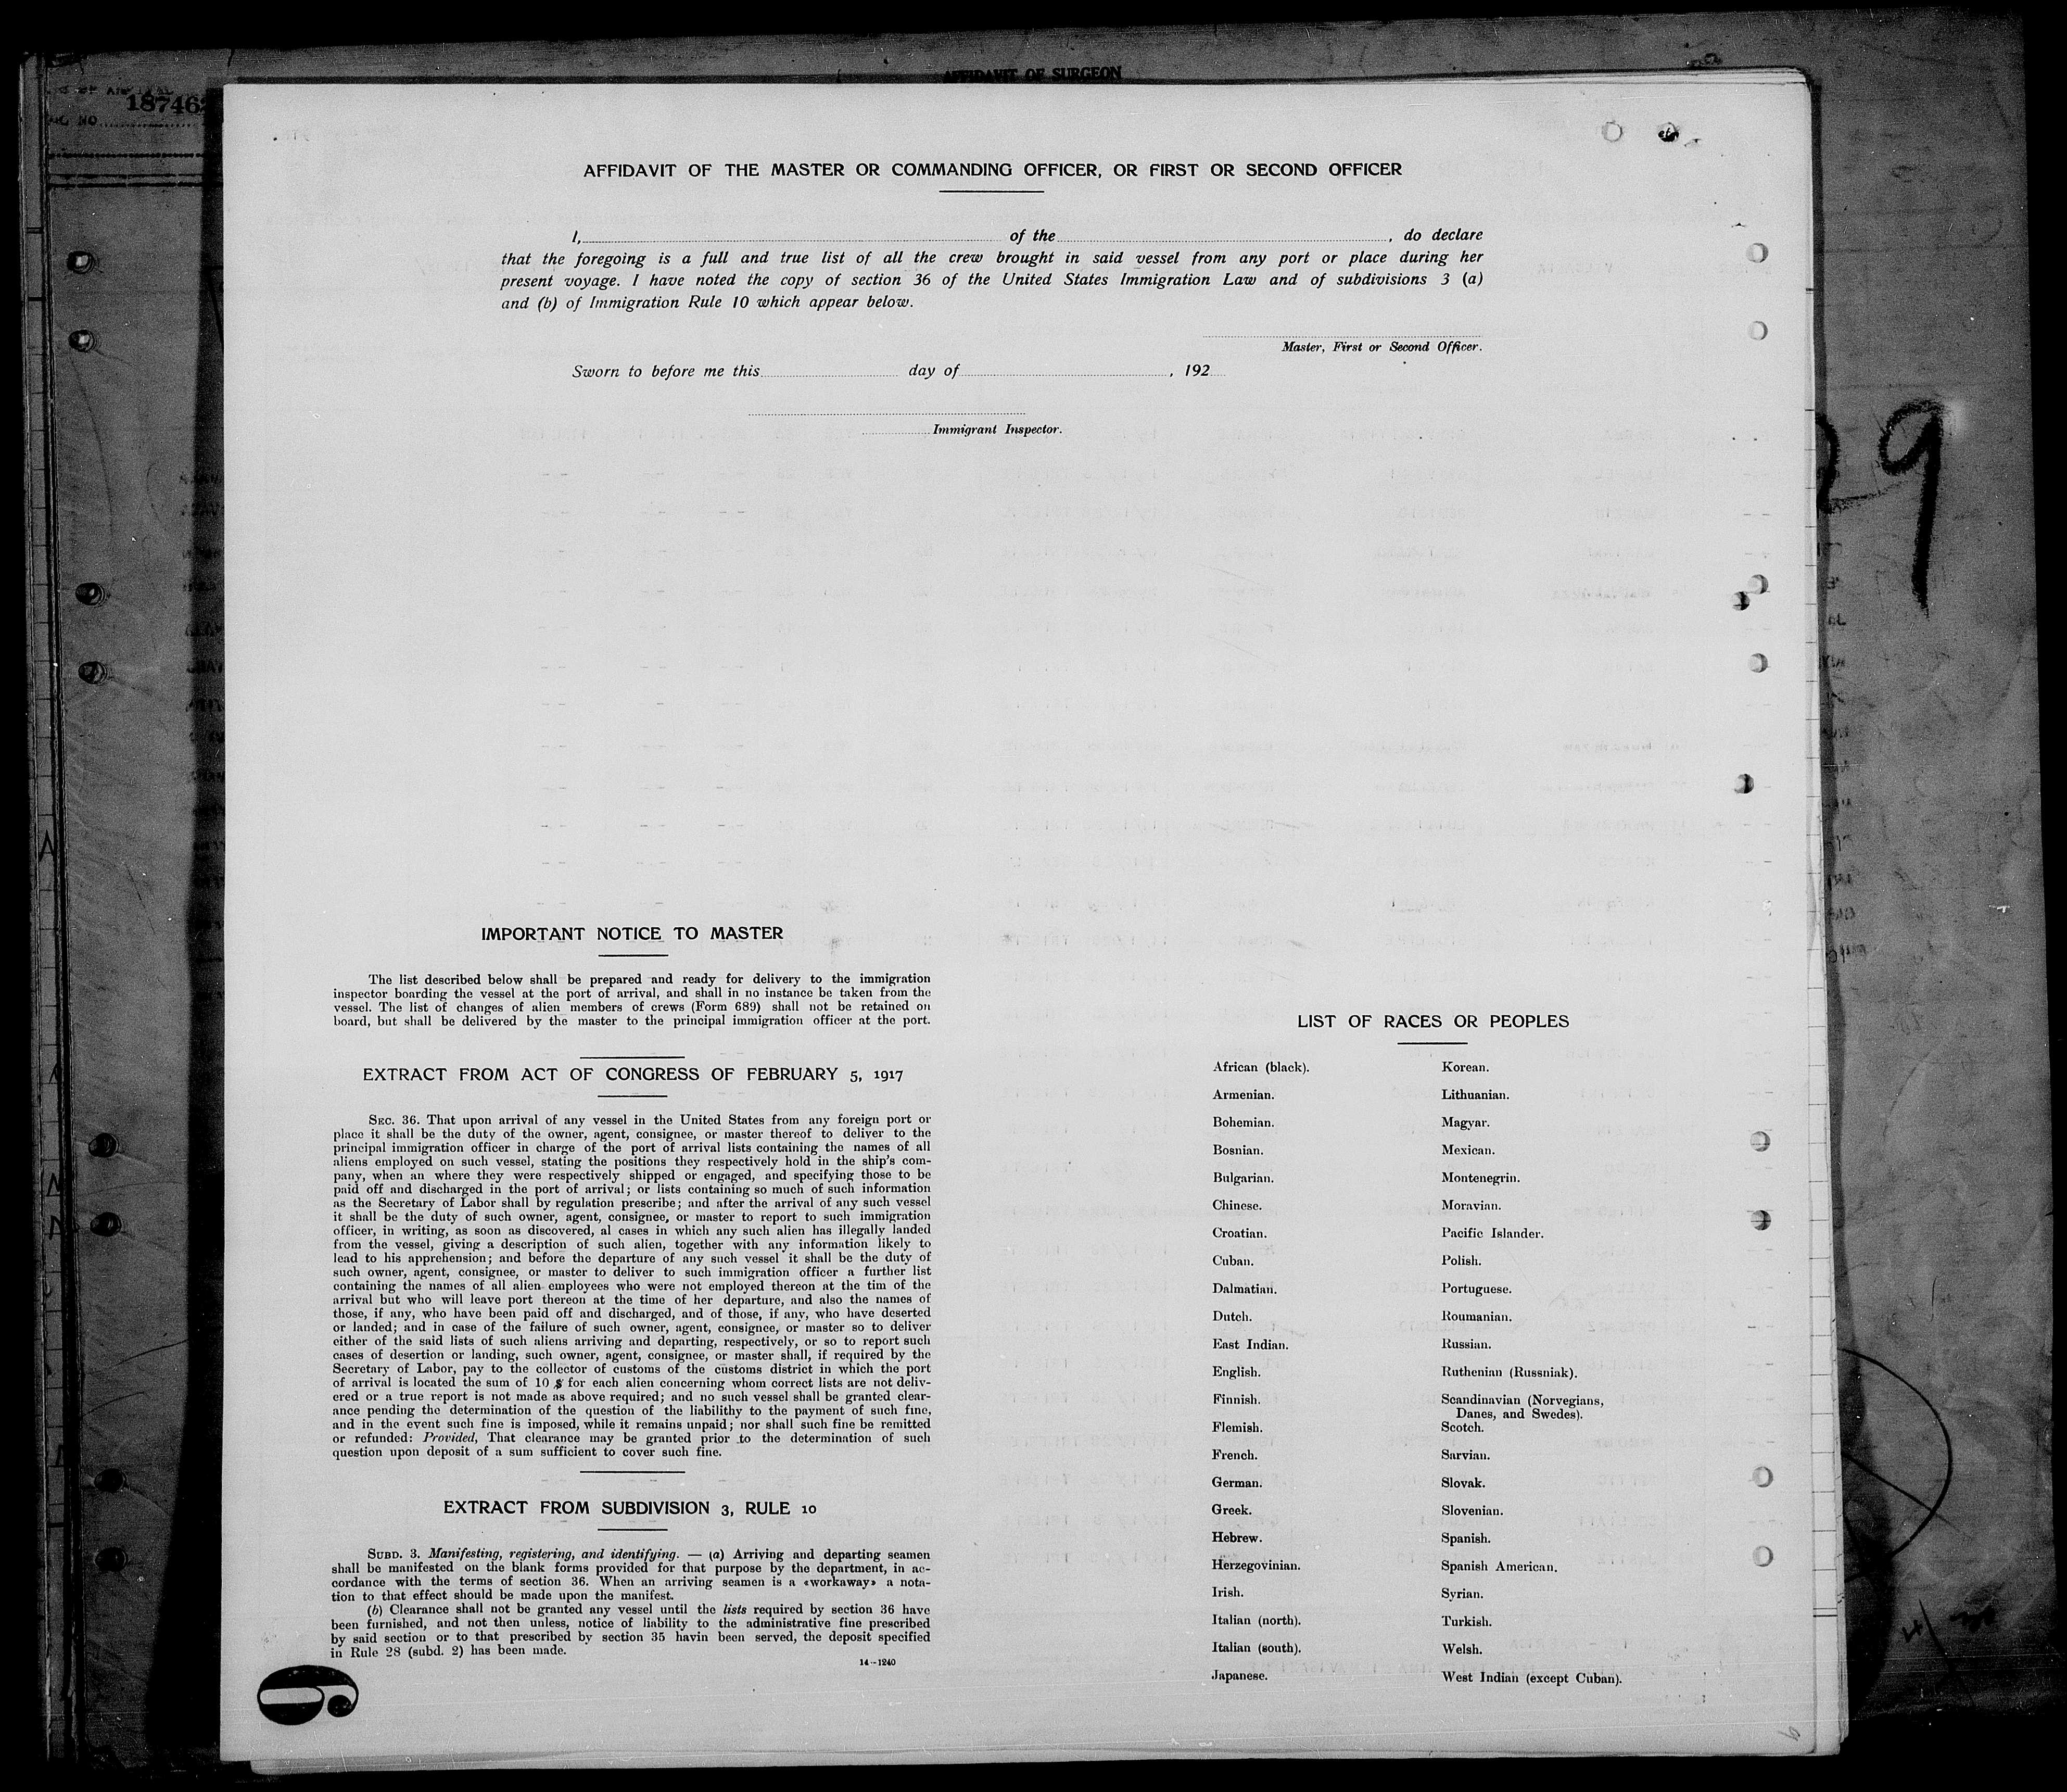 AFFIDAVIT OF SURGEON
18746
AFFIDAVIT OF THE MASTER OR COMMANDING OFFICER, OR FIRST OR SECOND OFFICER
I, of the , do declare
that the foregoing is a full and true list of all the crew brought in said vessel from any port or place during her
present voyage. I have noted the copy of section 36 of the United States Immigration Law and of subdivisions 3 (a)
and (b) of Immigration Rule 10 which appear below.
Master, First or Second Officer.
Sworn to before me this day of , 192
Immigrant Inspector.
29
IMPORTANT NOTICE TO MASTER
The list described below shall be prepared and ready for delivery to the immigration
inspector boarding the vessel at the port of arrival, and shall in no instance be taken from the
vessel. The list of changes of alien members of crews (Form 689) shall not be retained on
board, but shall be delivered by the master to the principal immigration officer at the port.
EXTRACT FROM ACT OF CONGRESS OF FEBRUARY 5, 1917
SEC. 36. That upon arrival of any vessel in the United States from any foreign port or
place it shall be the duty of the owner, agent, consignee, or master thereof to deliver to the
principal immigration officer in charge of the port of arrival lists containing the names of all
aliens employed on such vessel, stating the positions they respectively hold in the ship's com-
pany, when an where they were respectively shipped or engaged, and specifying those to be
paid off and discharged in the port of arrival; or lists containing so much of such information
as the Secretary of Labor shall by regulation prescribe; and after the arrival of any such vessel
it shall be the duty of such owner, agent, consignee, or master to report to such immigration
officer, in writing, as soon as discovered, al cases in which any such alien has illegally landed
from the vessel, giving a description of such alien, together with any information likely to
lead to his apprehension; and before the departure of any such vessel it shall be the duty of
such owner, agent, consignee, or master to deliver to such immigration officer a further list
containing the names of all alien employees who were not employed thereon at the tim of the
arrival but who will leave port thereon at the time of her departure, and also the names of
those, if any, who have been paid off and discharged, and of those, if any, who have deserted
or landed; and in case of the failure of such owner, agent, consignee, or master so to deliver
either of the said lists of such aliens arriving and departing, respectively, or so to report such
cases of desertion or landing, such owner, agent, consignee, or master shall, if required by the
Secretary of Labor, pay to the collector of customs of the customs district in which the port
of arrival is located the sum of 10 $ for each alien concerning whom correct lists are not deliv-
ered or a true report is not made as above required; and no such vessel shall be granted clear-
ance pending the determination of the question of the liabilithy to the payment of such fine,
and in the event such fine is imposed, while it remains unpaid; nor shall such fine be remitted
or refunded: Provided, That clearance may be granted prior to the determination of such
question upon deposit of a sum sufficient to cover such fine.
EXTRACT FROM SUBDIVISION 3, RULE 10
SUBD. 3. Manifesting, registering, and identifying. — (a) Arriving and departing seamen
shall be manifested on the blank forms provided for that purpose by the department, in ac-
cordance with the terms of section 36. When an arriving seamen is a «workaway» a nota-
tion to that effect should be made upon the manifest.
(b) Clearance shall not be granted any vessel until the lists required by section 36 have
been furnished, and not then unless, notice of liability to the administrative fine prescribed
by said section or to that prescribed by section 35 havin been served, the deposit specified
in Rule 28 (subd. 2) has been made.
14--1240
LIST OF RACES OR PEOPLES
African (black).
Armenian.
Bohemian.
Bosnian.
Bulgarian.
Chinese.
Croatian.
Cuban.
Dalmatian.
Dutch.
East Indian.
English.
Finnish.
Flemish.
French.
German.
Greek.
Hebrew.
Herzegovinian.
Irish.
Italian (north).
Italian (south).
Japanese.
Korean.
Lithuanian.
Magyar.
Mexican.
Montenegrin.
Moravian.
Pacific Islander.
Polish.
Portuguese.
Roumanian.
Russian.
Ruthenian (Russniak).
Scandinavian (Norvegians,
Danes, and Swedes).
Scotch.
Sarvian.
Slovak.
Slovenian.
Spanish.
Spanish American.
Syrian.
Turkish.
Welsh.
West Indian (except Cuban).
9